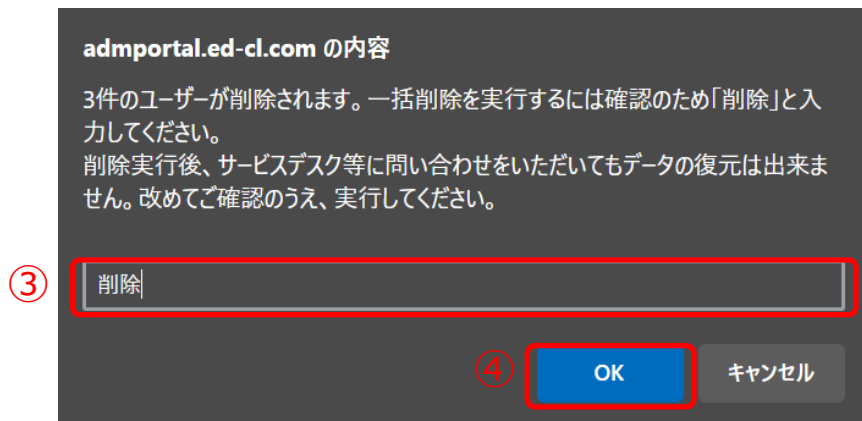 admportal.ed-cl.com の内容
3件のユーザーが削除されます。一括削除を実行するには確認のため「削除」と入
力してください。
削除実行後、サービスデスク等に問い合わせをいただいてもデータの復元は出来ま
せん。改めてご確認のうえ、実行してください。
③ 削除
④ OK キャンセル